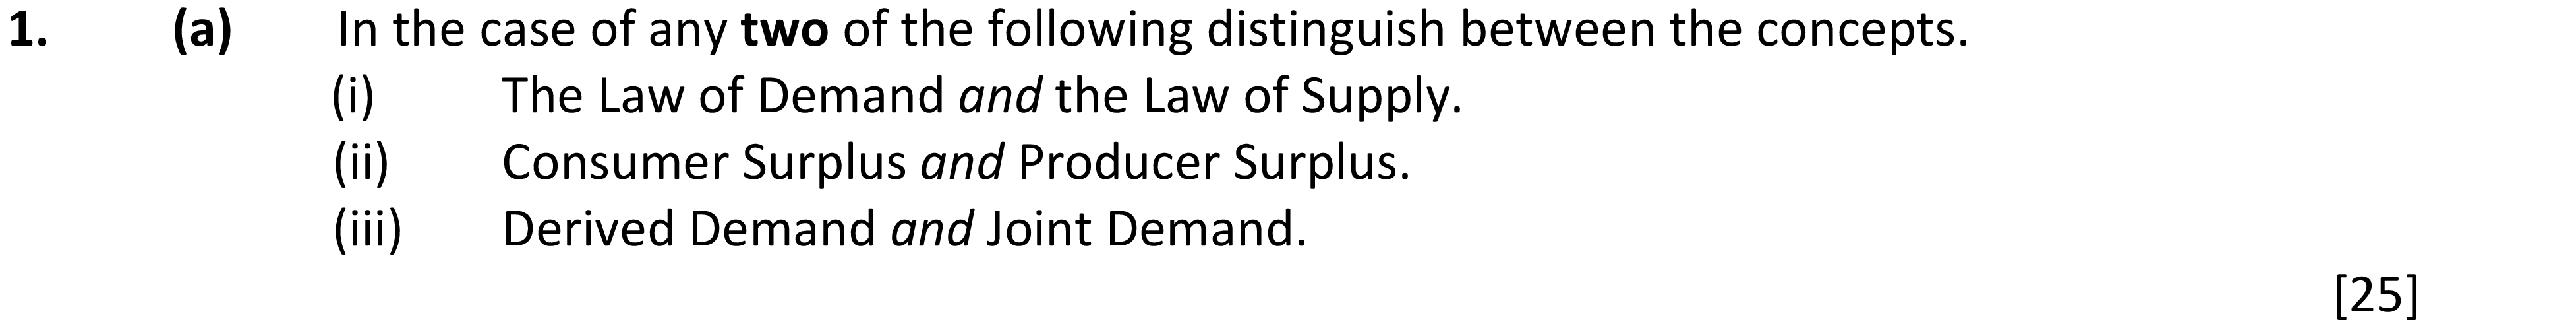 1. (a) In the case of any two of the following distinguish between the concepts.
(i) The Law of Demand and the Law of Supply.
(ii) Consumer Surplus and Producer Surplus.
(iii) Derived Demand and Joint Demand.
[25]